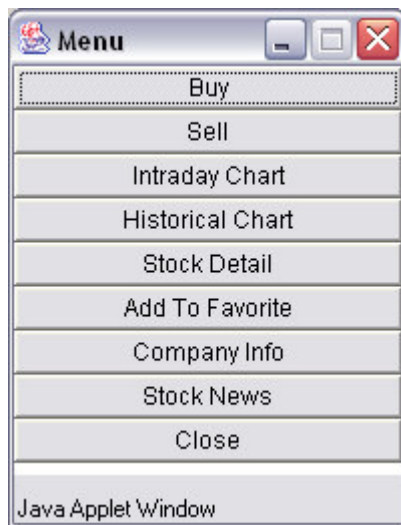 Menu
Buy
Sell
Intraday Chart
Historical Chart
Stock Detail
Add To Favorite
Company Info
Stock News
Close
Java Applet Window